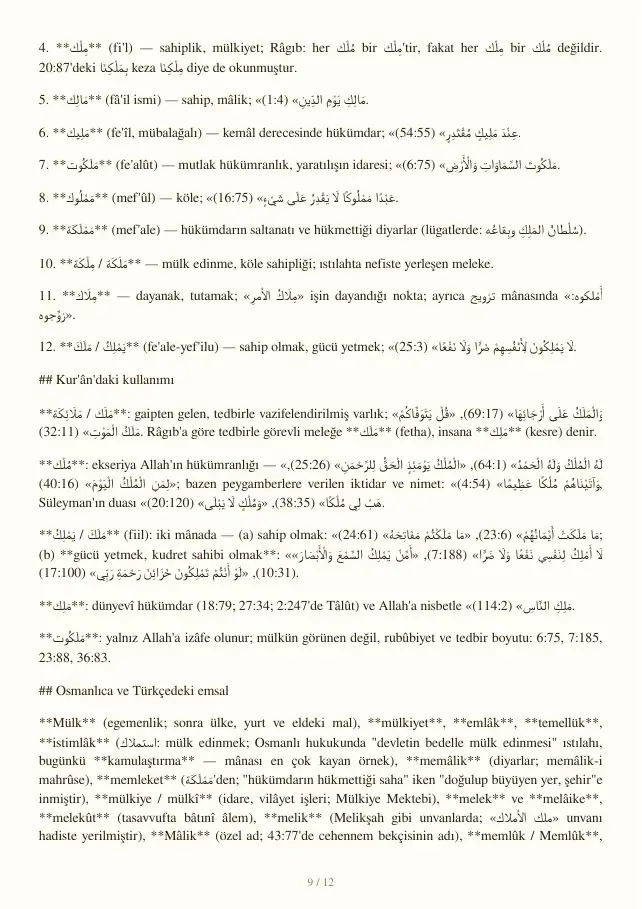 4. **مِلْك** (fi'l) — sahiplik, mülkiyet; Râgıb: her مُلْك bir مِلْك'tir, fakat her مِلْك bir مُلْك değildir.
20:87'deki بِمَلْكِنَا keza مِلْكِنَا diye de okunmuştur.
5. **مَالِك** (fâ'il ismi) — sahip, mâlik; «مَالِكِ يَوْمِ الدِّينِ» (1:4).
6. **مَلِيك** (fe'îl, mübalağalı) — kemâl derecesinde hükümdar; «عِنْدَ مَلِيكٍ مُقْتَدِرٍ» (54:55).
7. **مَلَكُوت** (fe'alût) — mutlak hükümranlık, yaratılışın idaresi; «مَلَكُوتَ السَّمَاوَاتِ وَالْأَرْضِ» (6:75).
8. **مَمْلُوك** (mef'ûl) — köle; «عَبْدًا مَمْلُوكًا لَا يَقْدِرُ عَلَى شَيْءٍ» (16:75).
9. **مَمْلَكَة** (mef'ale) — hükümdarın saltanatı ve hükmettiği diyarlar (lügatlerde: سُلْطانُ المَلِكِ وبِقاعُه).
10. **مَلَكَة / مِلْكَة** — mülk edinme, köle sahipliği; ıstılahta nefiste yerleşen meleke.
11. **مِلَاك** — dayanak, tutamak; «مِلَاكُ الأمرِ» işin dayandığı nokta; ayrıca تزويج mânasında «أَمْلَكوه:
زوَّجوه».
12. **مَلَكَ / يَمْلِكُ** (fe'ale-yef'ilu) — sahip olmak, gücü yetmek; «لَا يَمْلِكُونَ لِأَنْفُسِهِمْ ضَرًّا وَلَا نَفْعًا» (25:3).
## Kur'ân'daki kullanımı
**مَلَك / مَلَائِكَة**: gaipten gelen, tedbirle vazifelendirilmiş varlık; «وَالْمَلَكُ عَلَى أَرْجَائِهَا» (69:17), «قُلْ يَتَوَفَّاكُمْ
مَلَكُ الْمَوْتِ» (32:11). Râgıb'a göre tedbirle görevli meleğe **مَلَك** (fetha), insana **مَلِك** (kesre) denir.
**مُلْك**: ekseriya Allah'ın hükümranlığı — «لَهُ الْمُلْكُ وَلَهُ الْحَمْدُ» (64:1), «الْمُلْكُ يَوْمَئِذٍ الْحَقُّ لِلرَّحْمَنِ» (25:26),
«لِمَنِ الْمُلْكُ الْيَوْمَ» (40:16); bazen peygamberlere verilen iktidar ve nimet: «وَآتَيْنَاهُمْ مُلْكًا عَظِيمًا» (4:54),
Süleyman'ın duası «هَبْ لِي مُلْكًا» (38:35), «وَمُلْكٍ لَا يَبْلَى» (20:120).
**مَلَكَ / يَمْلِكُ** (fiil): iki mânada — (a) sahip olmak: «مَا مَلَكَتْ أَيْمَانُهُمْ» (23:6), «مَا مَلَكْتُمْ مَفَاتِحَهُ» (24:61);
(b) **gücü yetmek, kudret sahibi olmak**: «لَا أَمْلِكُ لِنَفْسِي نَفْعًا وَلَا ضَرًّا» (7:188), «أَمَّنْ يَمْلِكُ السَّمْعَ وَالْأَبْصَارَ»
(10:31), «لَوْ أَنْتُمْ تَمْلِكُونَ خَزَائِنَ رَحْمَةِ رَبِّي» (17:100).
**مَلِك**: dünyevî hükümdar (18:79; 27:34; 2:247'de Tâlût) ve Allah'a nisbetle «مَلِكِ النَّاسِ» (114:2).
**مَلَكُوت**: yalnız Allah'a izâfe olunur; mülkün görünen değil, rubûbiyet ve tedbir boyutu: 6:75, 7:185,
23:88, 36:83.
## Osmanlıca ve Türkçedeki emsal
**Mülk** (egemenlik; sonra ülke, yurt ve eldeki mal), **mülkiyet**, **emlâk**, **temellük**,
**istimlâk** (استملاك: mülk edinmek; Osmanlı hukukunda "devletin bedelle mülk edinmesi" ıstılahı,
bugünkü **kamulaştırma** — mânası en çok kayan örnek), **memâlik** (diyarlar; memâlik-i
mahrûse), **memleket** (مَمْلَكَة'den; "hükümdarın hükmettiği saha" iken "doğulup büyüyen yer, şehir"e
inmiştir), **mülkiye / mülkî** (idare, vilâyet işleri; Mülkiye Mektebi), **melek** ve **melâike**,
**melekût** (tasavvufta bâtınî âlem), **melik** (Melikşah gibi unvanlarda; «ملك الأملاك» unvanı
hadiste yerilmiştir), **Mâlik** (özel ad; 43:77'de cehennem bekçisinin adı), **memlûk / Memlûk**,
9 / 12